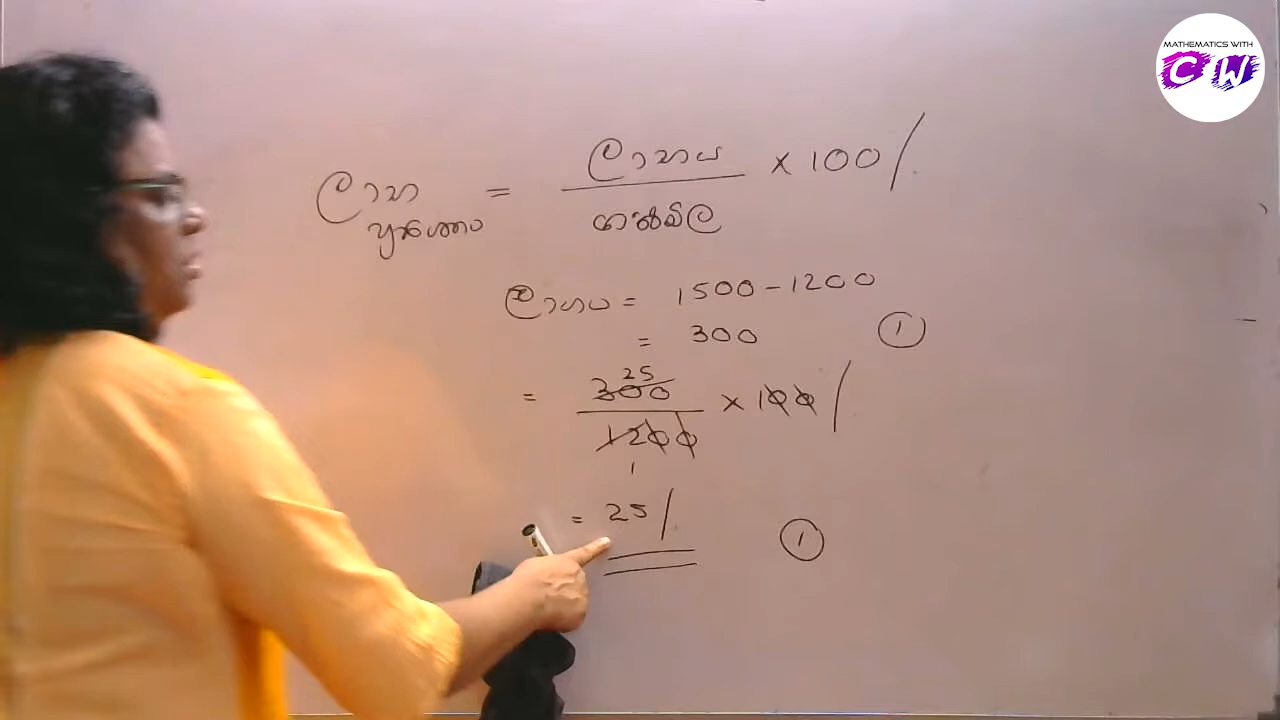 MATHEMATICS WITH
CW
ලාභ ප්‍රතිශතය = ලාභය / ගත්මිල × 100 %
ලාභය = 1500 - 1200
= 300 ①
= 300 25 / 1200 1 × 100 %
= 25 % ①